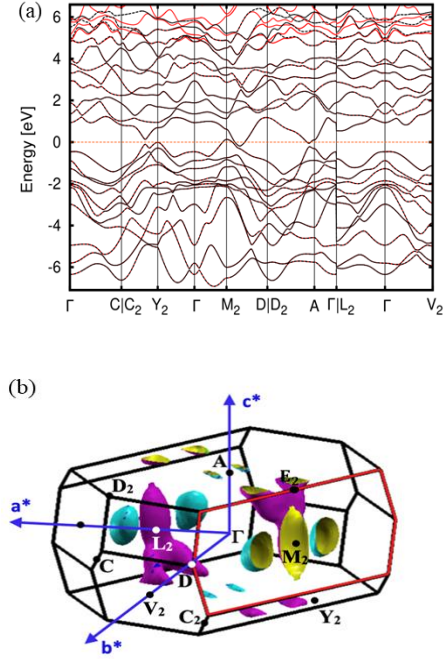 (a)
6
4
2
0
-2
-4
-6
Energy [eV]
Γ C|C₂ Y₂ Γ M₂ D|D₂ A Γ|L₂ Γ V₂
(b)
c*
A
E₂
D₂
a*
L₂
Γ
M₂
C
D
V₂
C₂
Y₂
b*